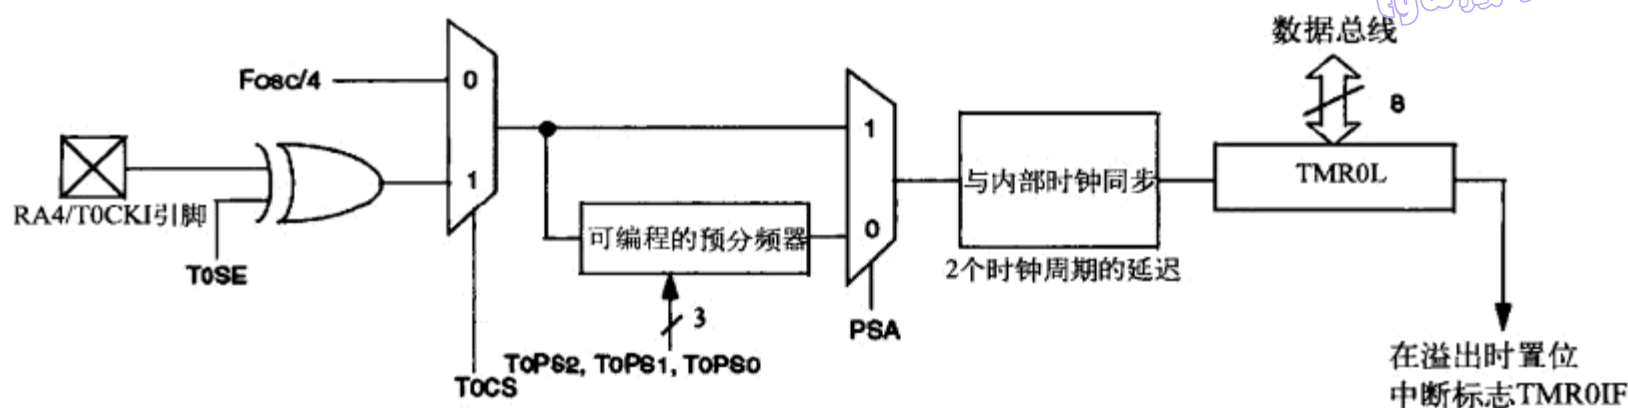 数据总线
8
Fosc/4
0
1
RA4/T0CKI引脚
T0SE
T0CS
可编程的预分频器
3
T0PS2, T0PS1, T0PS0
1
0
PSA
与内部时钟同步
2个时钟周期的延迟
TMR0L
在溢出时置位
中断标志TMR0IF